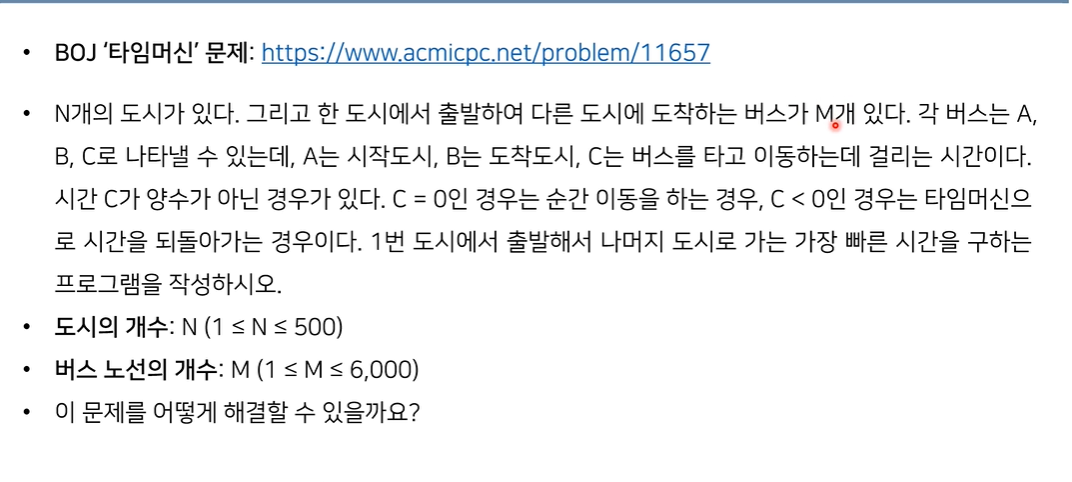 • BOJ ‘타임머신’ 문제: https://www.acmicpc.net/problem/11657
• N개의 도시가 있다. 그리고 한 도시에서 출발하여 다른 도시에 도착하는 버스가 M개 있다. 각 버스는 A,
B, C로 나타낼 수 있는데, A는 시작도시, B는 도착도시, C는 버스를 타고 이동하는데 걸리는 시간이다.
시간 C가 양수가 아닌 경우가 있다. C = 0인 경우는 순간 이동을 하는 경우, C < 0인 경우는 타임머신으
로 시간을 되돌아가는 경우이다. 1번 도시에서 출발해서 나머지 도시로 가는 가장 빠른 시간을 구하는
프로그램을 작성하시오.
• 도시의 개수: N (1 ≤ N ≤ 500)
• 버스 노선의 개수: M (1 ≤ M ≤ 6,000)
• 이 문제를 어떻게 해결할 수 있을까요?